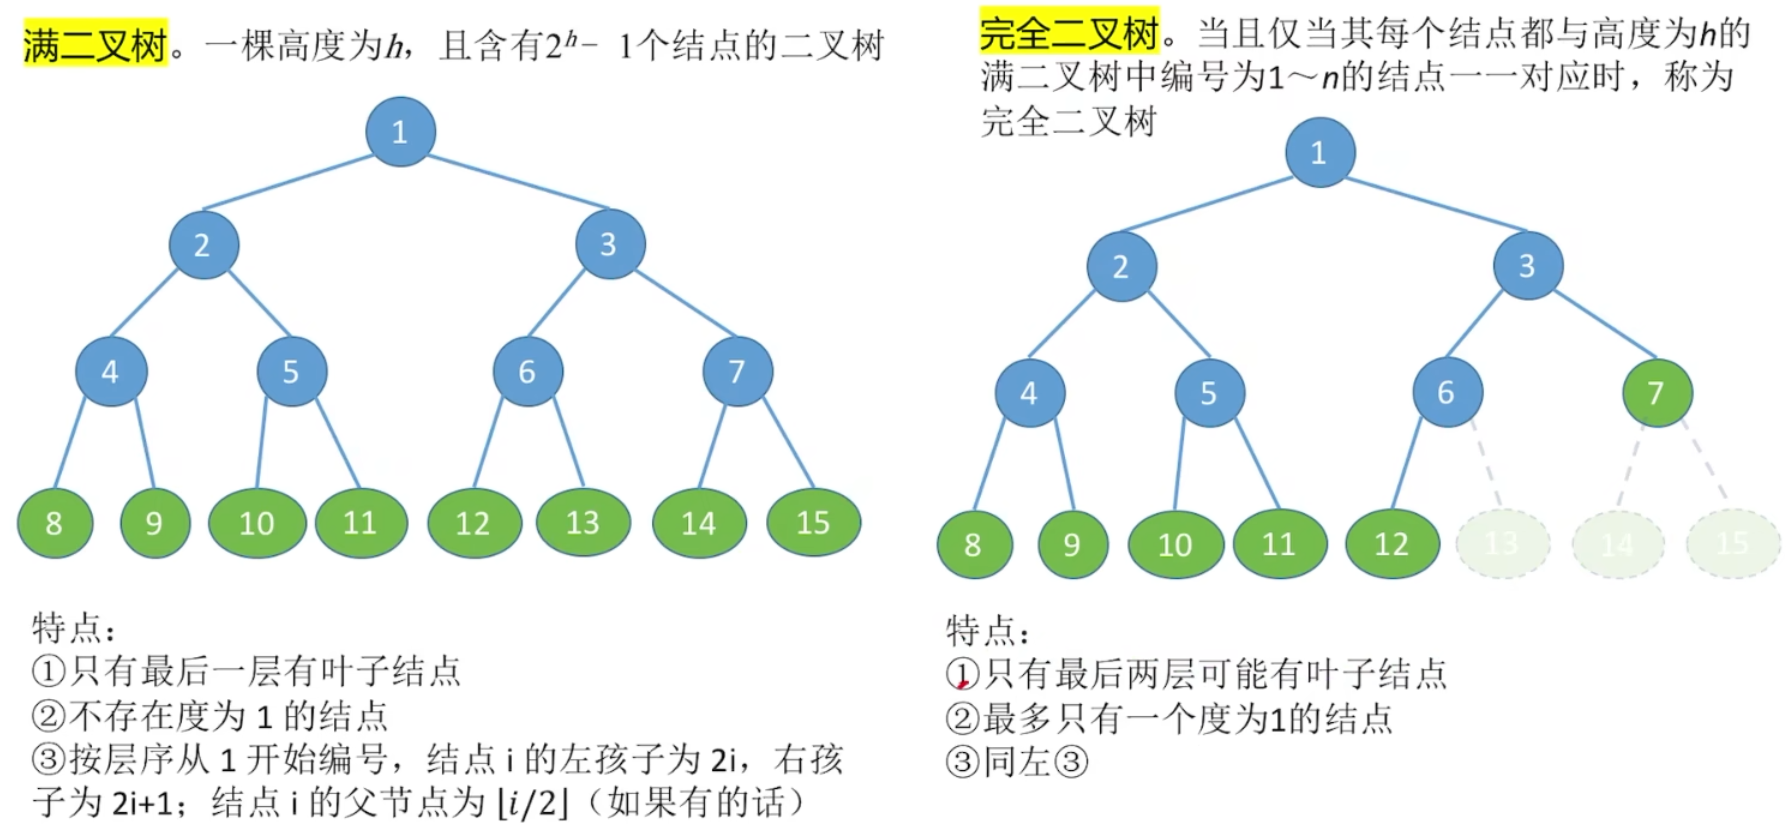 满二叉树。一棵高度为h，且含有2ʰ− 1个结点的二叉树
1
2
3
4
5
6
7
8
9
10
11
12
13
14
15
特点：
①只有最后一层有叶子结点
②不存在度为 1 的结点
③按层序从 1 开始编号，结点 i 的左孩子为 2i，右孩
子为 2i+1；结点 i 的父节点为 ⌊i/2⌋（如果有的话）
完全二叉树。当且仅当其每个结点都与高度为h的
满二叉树中编号为1～n的结点一一对应时，称为
完全二叉树
1
2
3
4
5
6
7
8
9
10
11
12
13
14
15
特点：
①只有最后两层可能有叶子结点
②最多只有一个度为1的结点
③同左③